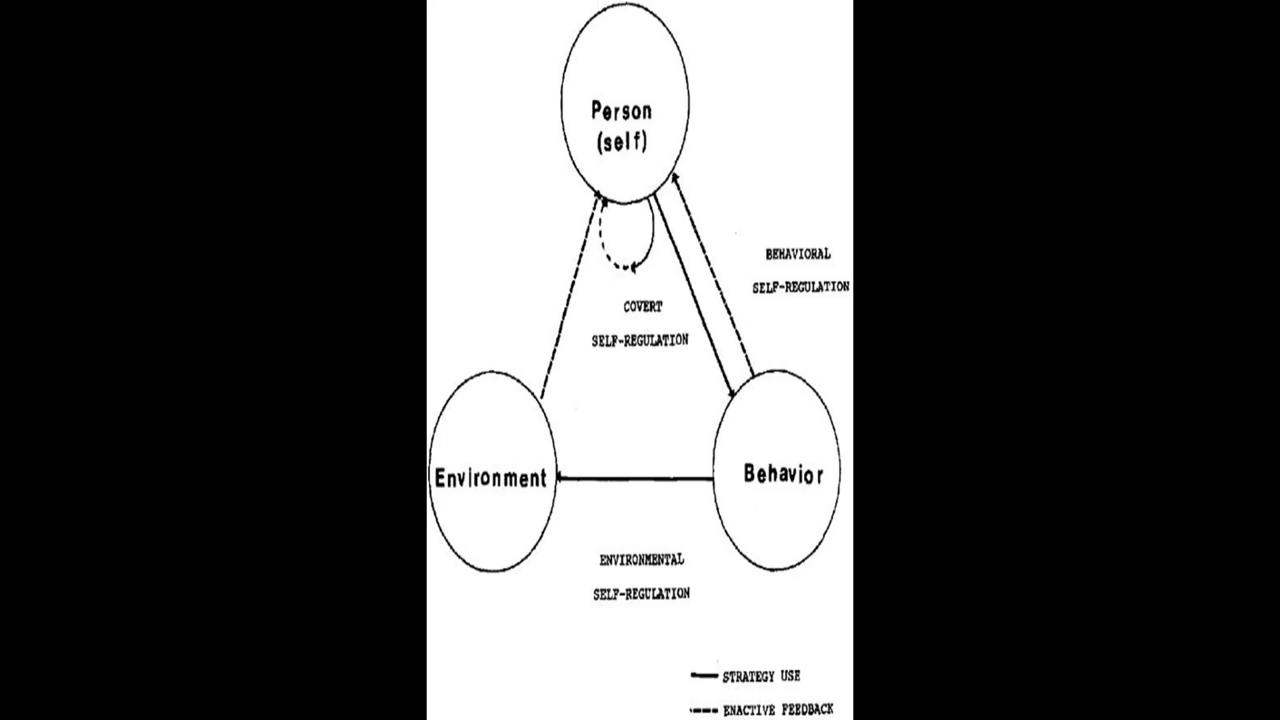 Person
(self)
BEHAVIORAL
SELF-REGULATION
COVERT
SELF-REGULATION
Environment
Behavior
ENVIRONMENTAL
SELF-REGULATION
STRATEGY USE
ENACTIVE FEEDBACK